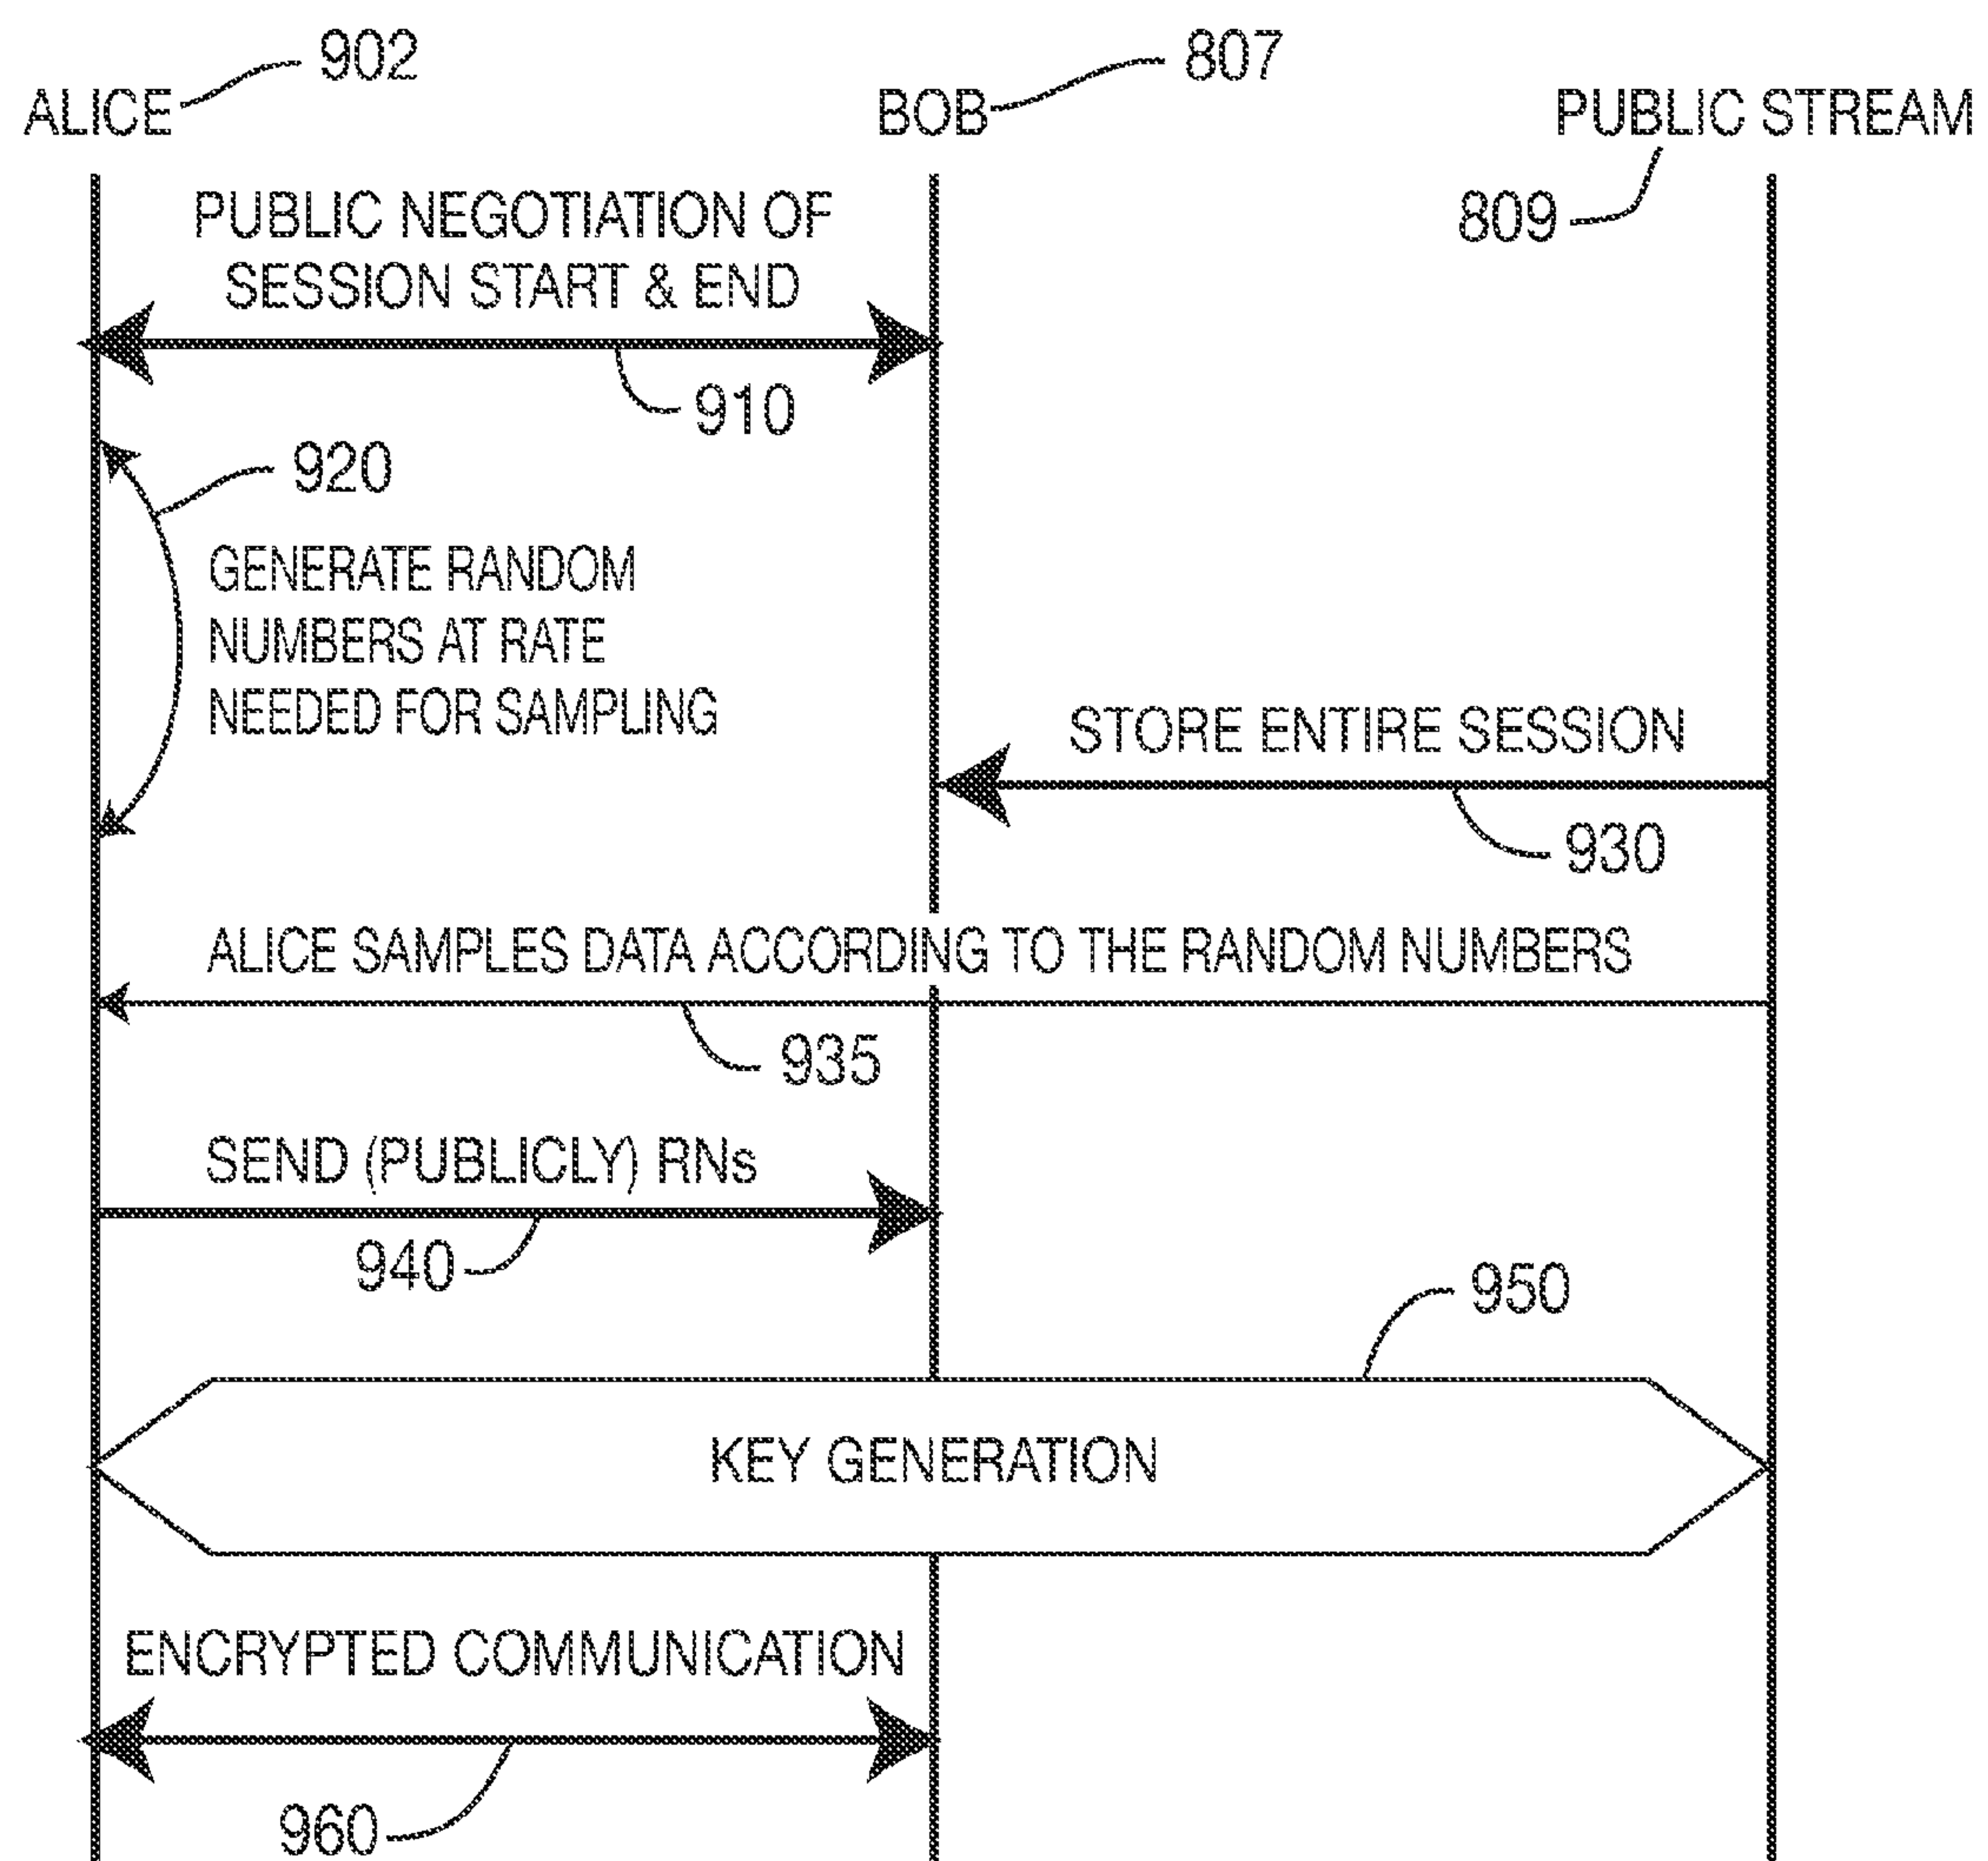 902
807
ALICE
BOB
PUBLIC STREAM
809
PUBLIC NEGOTIATION OF
SESSION START & END
910
920
GENERATE RANDOM
NUMBERS AT RATE
NEEDED FOR SAMPLING
STORE ENTIRE SESSION
930
ALICE SAMPLES DATA ACCORDING TO THE RANDOM NUMBERS
935
SEND (PUBLICLY) RNs
940
950
KEY GENERATION
ENCRYPTED COMMUNICATION
960